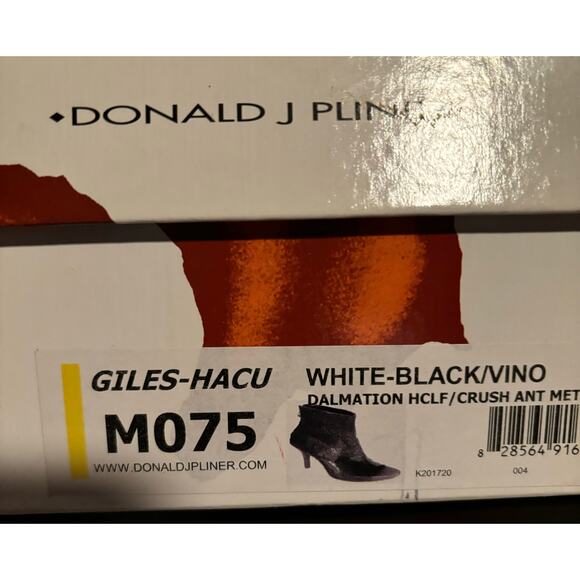 DONALD J PLINER
GILES-HACU
WHITE-BLACK/VINO
DALMATION HCLF/CRUSH ANT MET
M075
WWW.DONALDJPLINER.COM
K201720
8 28564 916
004